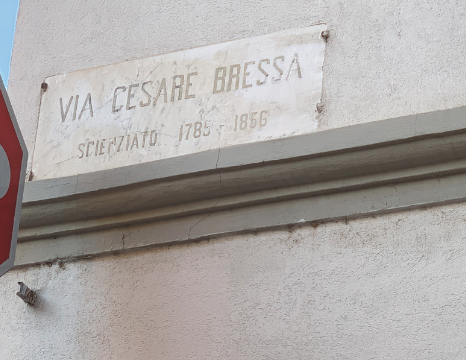 VIA CESARE BRESSA
SCIENZIATO 1785 - 1836